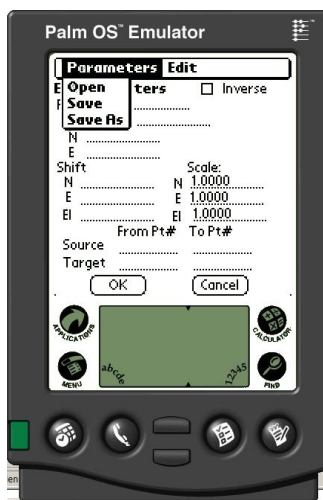 Palm OS™ Emulator
Parameters Edit
Open
Save
Save As
ters
Inverse
N
E
Shift
Scale:
N
N 1.0000
E
E 1.0000
El
El 1.0000
From Pt# To Pt#
Source
Target
OK
Cancel
APPLICATIONS
CALCULATOR
MENU
abcde
12345
FIND
en